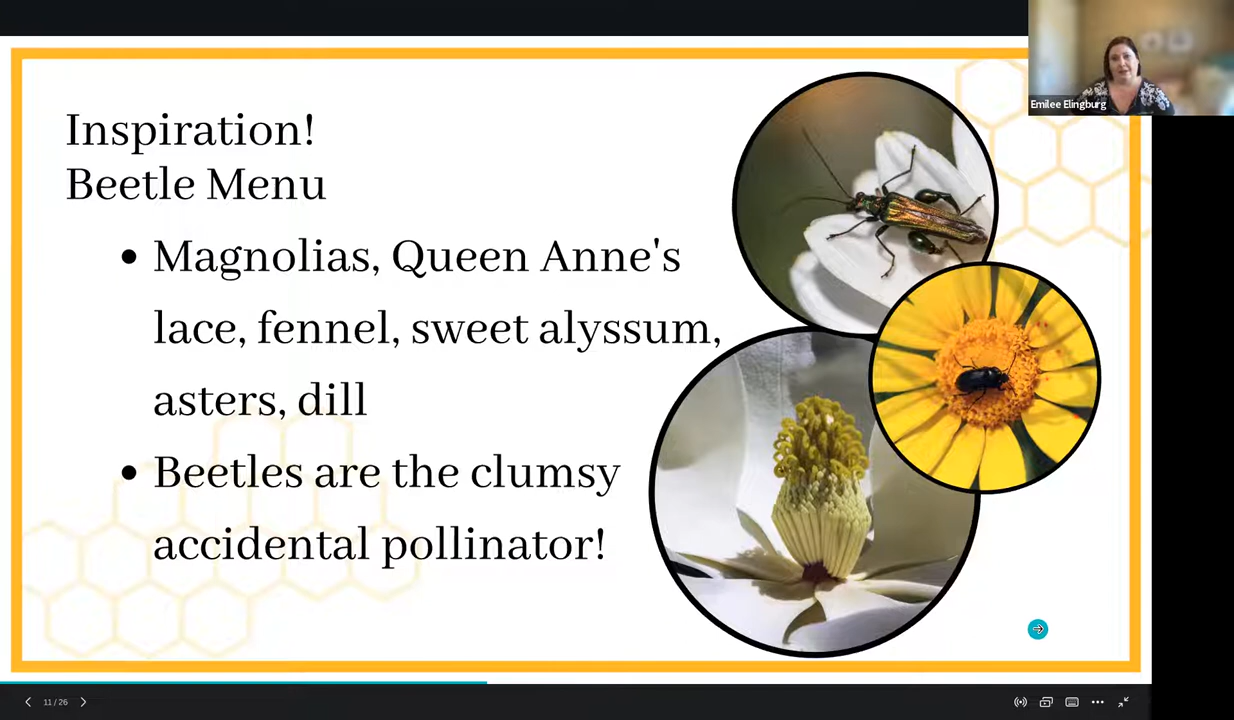 Emilee Elingburg
Inspiration!
Beetle Menu
• Magnolias, Queen Anne's
lace, fennel, sweet alyssum,
asters, dill
• Beetles are the clumsy
accidental pollinator!
11 / 26